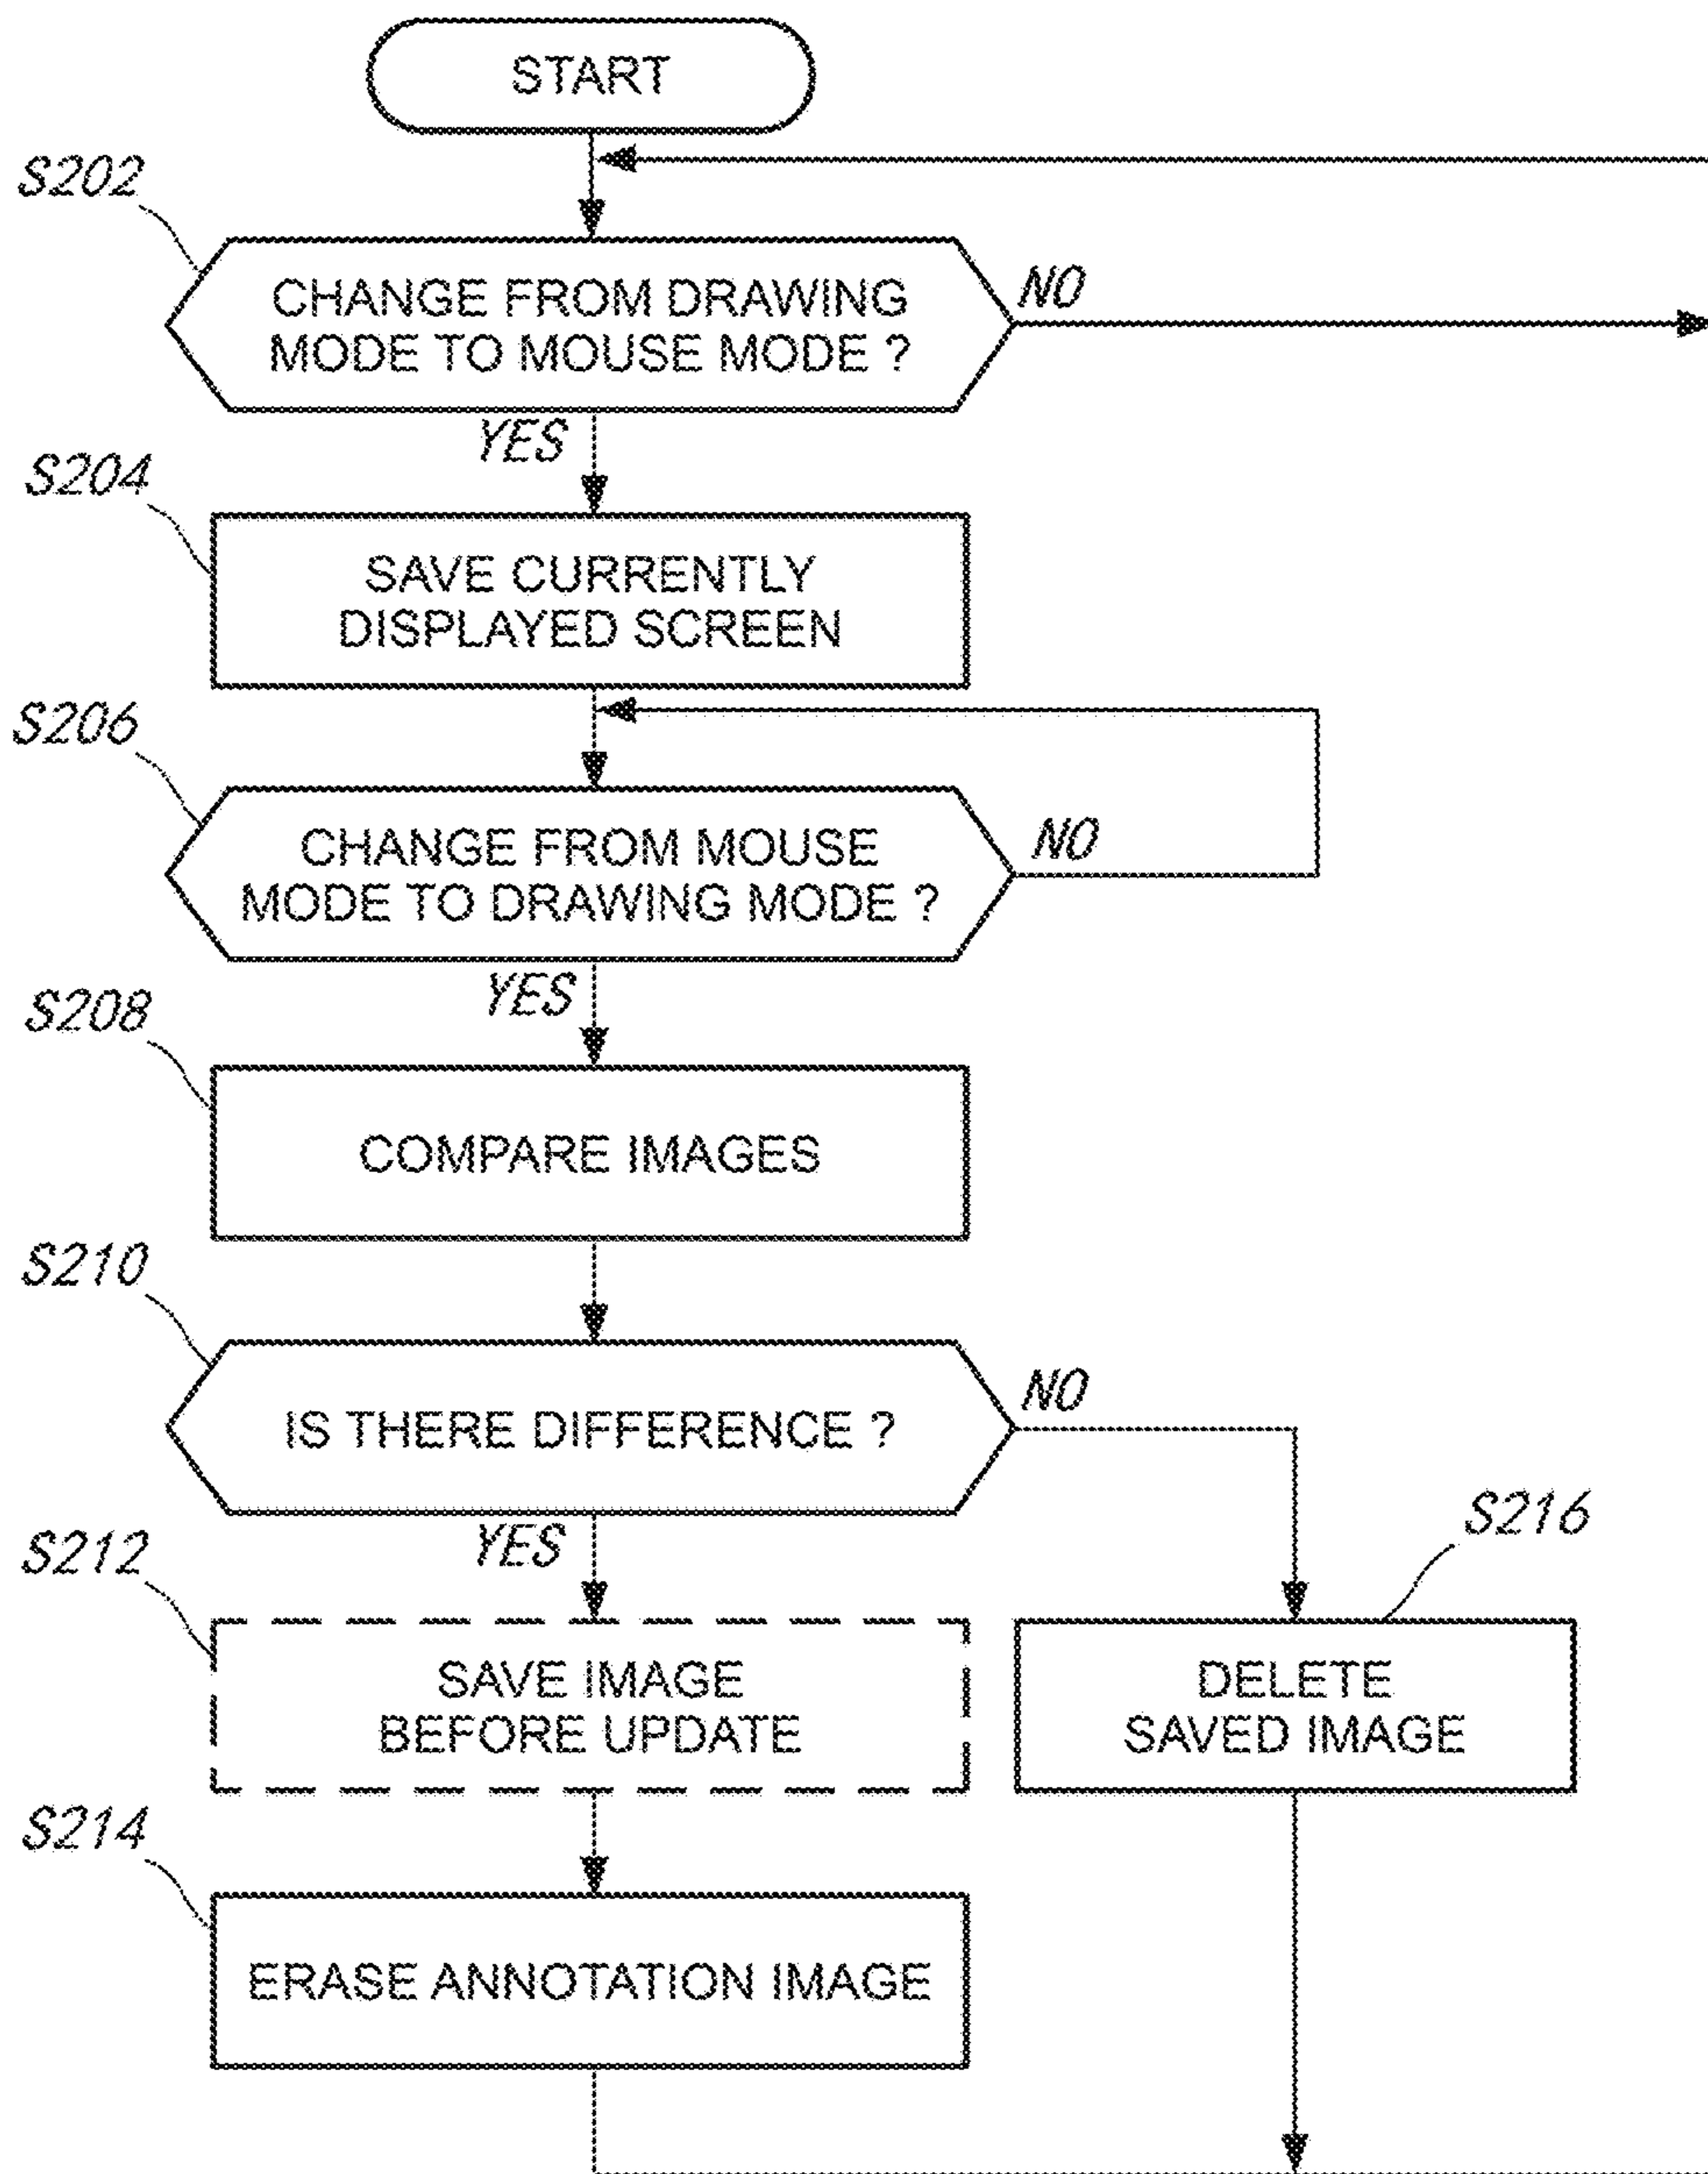 START
S202
CHANGE FROM DRAWING
MODE TO MOUSE MODE ?
NO
YES
S204
SAVE CURRENTLY
DISPLAYED SCREEN
S206
CHANGE FROM MOUSE
MODE TO DRAWING MODE ?
NO
YES
S208
COMPARE IMAGES
S210
IS THERE DIFFERENCE ?
NO
YES
S212
SAVE IMAGE
BEFORE UPDATE
S216
DELETE
SAVED IMAGE
S214
ERASE ANNOTATION IMAGE